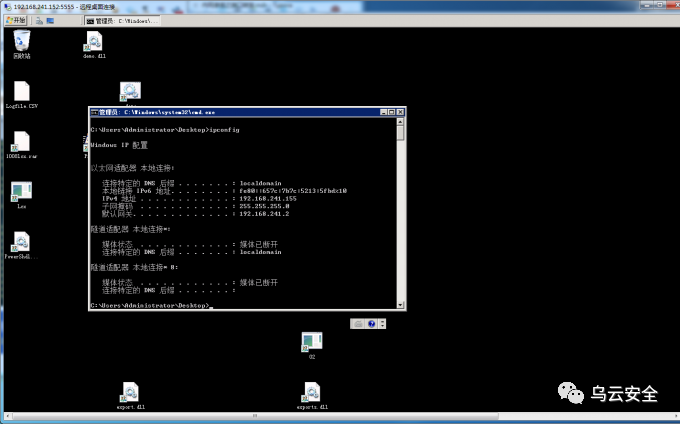 192.168.241.152:5555 - 远程桌面连接
开始
管理员: C:\Windows\...
回收站
demo.dll
Logfile CSV
管理员: C:\Windows\system32\cmd.exe
C:\Users\Administrator\Desktop>ipconfig
Windows IP 配置
以太网适配器 本地连接:
连接特定的 DNS 后缀 . . . . . . . : localdomain
本地链接 IPv6 地址. . . . . . . . : fe80::657c:7b7c:5213:5fbd%10
IPv4 地址 . . . . . . . . . . . . : 192.168.241.155
子网掩码 . . . . . . . . . . . . : 255.255.255.0
默认网关. . . . . . . . . . . . . : 192.168.241.2
隧道适配器 本地连接*:
媒体状态 . . . . . . . . . . . . : 媒体已断开
连接特定的 DNS 后缀 . . . . . . . : localdomain
隧道适配器 本地连接* 8:
媒体状态 . . . . . . . . . . . . : 媒体已断开
连接特定的 DNS 后缀 . . . . . . . :
C:\Users\Administrator\Desktop>_
PowerShdl...
02
export.dll
exports.dll
乌云安全